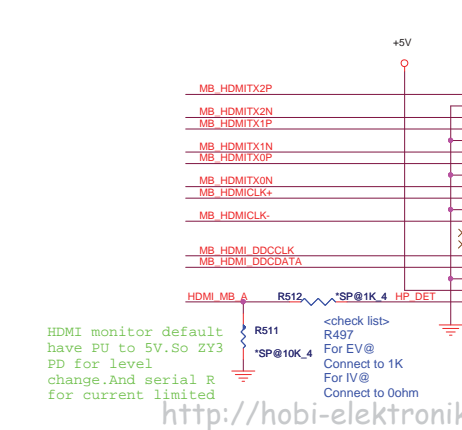 +5V
MB_HDMITX2P
MB_HDMITX2N
MB_HDMITX1P
MB_HDMITX1N
MB_HDMITX0P
MB_HDMITX0N
MB_HDMICLK+
MB_HDMICLK-
MB_HDMI_DDCCLK
MB_HDMI_DDCDATA
HDMI_MB_A R512 *SP@1K_4 HP_DET
R511
*SP@10K_4
<check list>
R497
For EV@
Connect to 1K
For IV@
Connect to 0ohm
HDMI monitor default
have PU to 5V.So ZY3
PD for level
change.And serial R
for current limited
http://hobi-elektronik